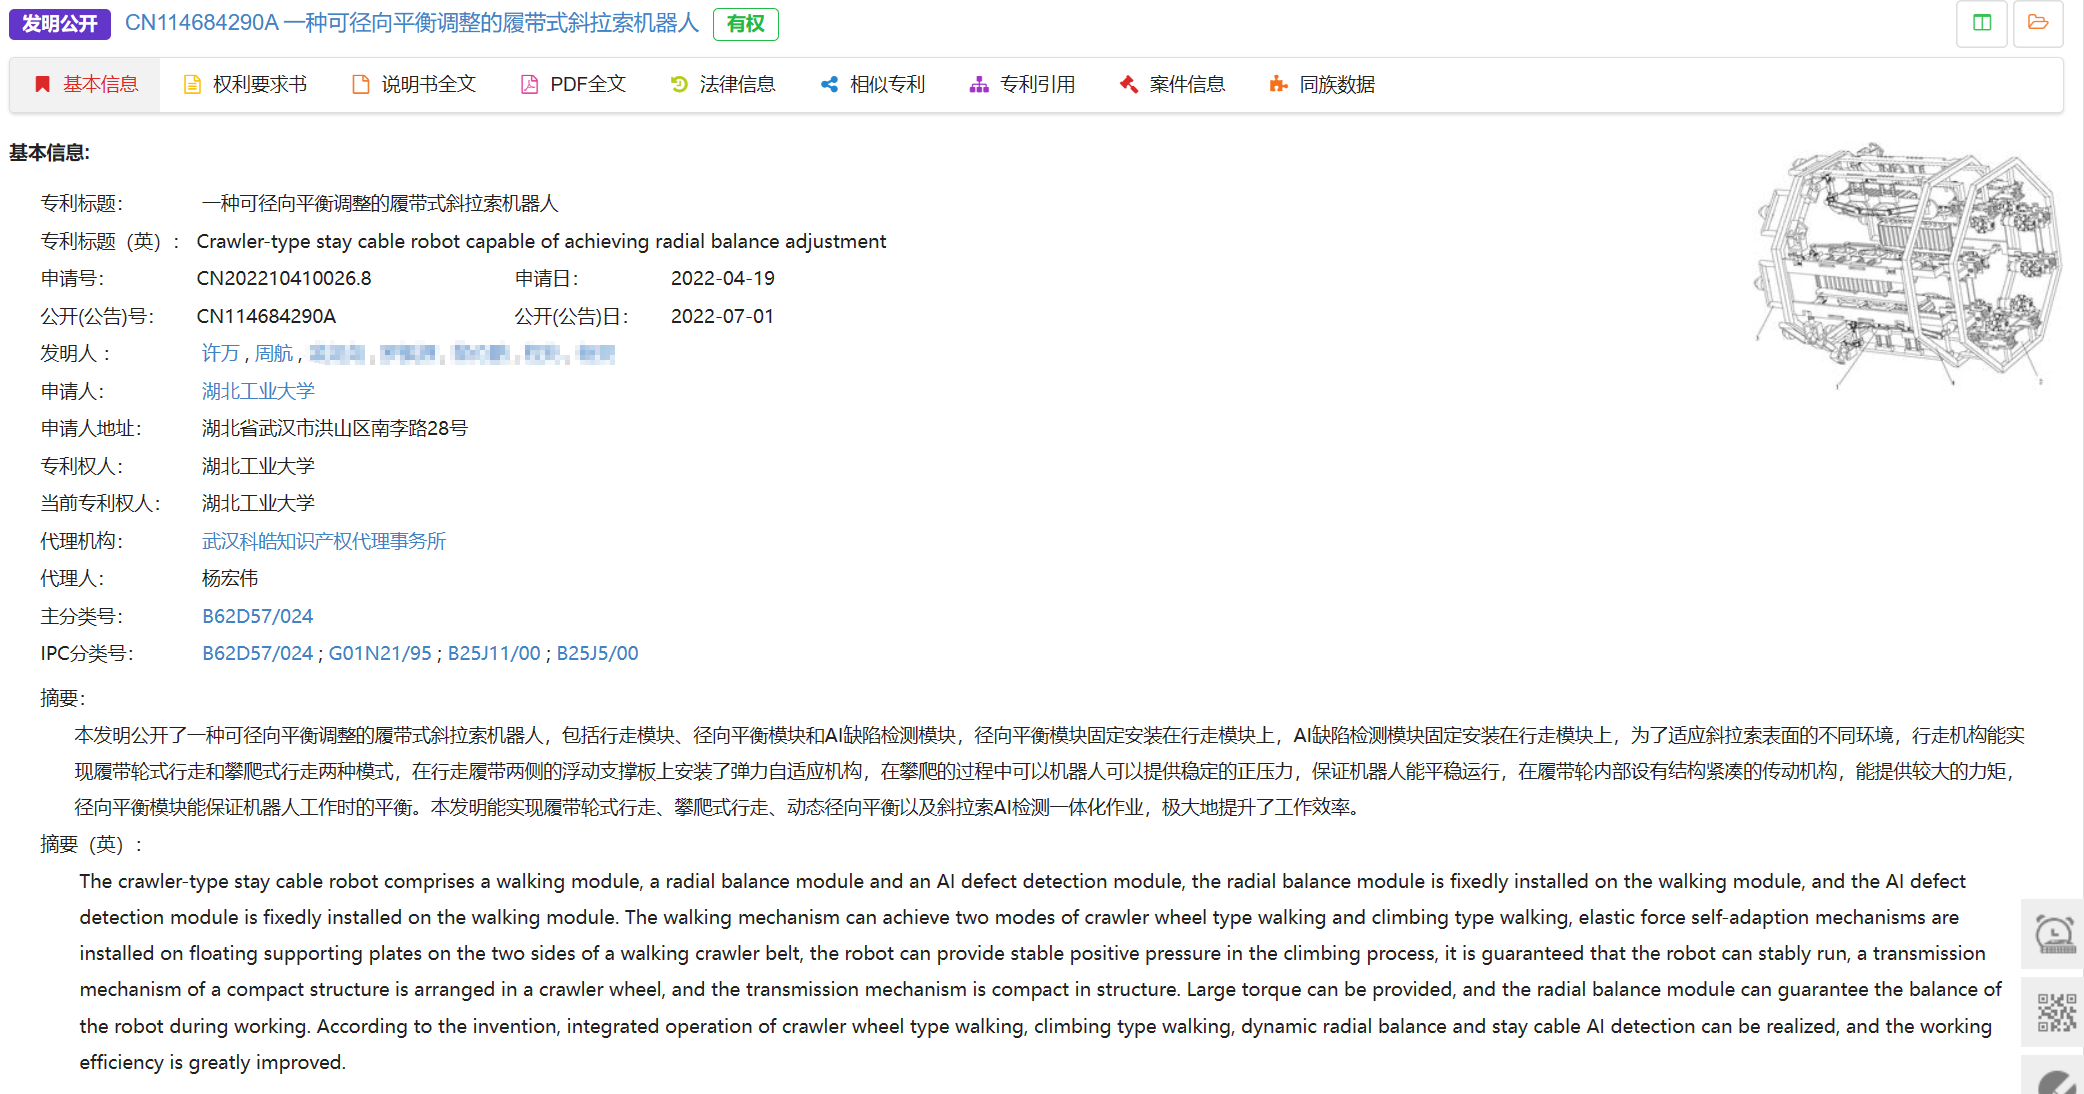 发明公开 CN114684290A 一种可径向平衡调整的履带式斜拉索机器人 有权
基本信息 权利要求书 说明书全文 PDF全文 法律信息 相似专利 专利引用 案件信息 同族数据
基本信息:
专利标题： 一种可径向平衡调整的履带式斜拉索机器人
专利标题（英）： Crawler-type stay cable robot capable of achieving radial balance adjustment
申请号： CN202210410026.8 申请日： 2022-04-19
公开(公告)号： CN114684290A 公开(公告)日： 2022-07-01
发明人： 许万 , 周航 ,
申请人： 湖北工业大学
申请人地址： 湖北省武汉市洪山区南李路28号
专利权人： 湖北工业大学
当前专利权人： 湖北工业大学
代理机构： 武汉科皓知识产权代理事务所
代理人： 杨宏伟
主分类号： B62D57/024
IPC分类号： B62D57/024 ; G01N21/95 ; B25J11/00 ; B25J5/00
摘要：
本发明公开了一种可径向平衡调整的履带式斜拉索机器人，包括行走模块、径向平衡模块和AI缺陷检测模块，径向平衡模块固定安装在行走模块上，AI缺陷检测模块固定安装在行走模块上，为了适应斜拉索表面的不同环境，行走机构能实
现履带轮式行走和攀爬式行走两种模式，在行走履带两侧的浮动支撑板上安装了弹力自适应机构，在攀爬的过程中可以机器人可以提供稳定的正压力，保证机器人能平稳运行，在履带轮内部设有结构紧凑的传动机构，能提供较大的力矩，
径向平衡模块能保证机器人工作时的平衡。本发明能实现履带轮式行走、攀爬式行走、动态径向平衡以及斜拉索AI检测一体化作业，极大地提升了工作效率。
摘要（英）：
The crawler-type stay cable robot comprises a walking module, a radial balance module and an AI defect detection module, the radial balance module is fixedly installed on the walking module, and the AI defect
detection module is fixedly installed on the walking module. The walking mechanism can achieve two modes of crawler wheel type walking and climbing type walking, elastic force self-adaption mechanisms are
installed on floating supporting plates on the two sides of a walking crawler belt, the robot can provide stable positive pressure in the climbing process, it is guaranteed that the robot can stably run, a transmission
mechanism of a compact structure is arranged in a crawler wheel, and the transmission mechanism is compact in structure. Large torque can be provided, and the radial balance module can guarantee the balance of
the robot during working. According to the invention, integrated operation of crawler wheel type walking, climbing type walking, dynamic radial balance and stay cable AI detection can be realized, and the working
efficiency is greatly improved.